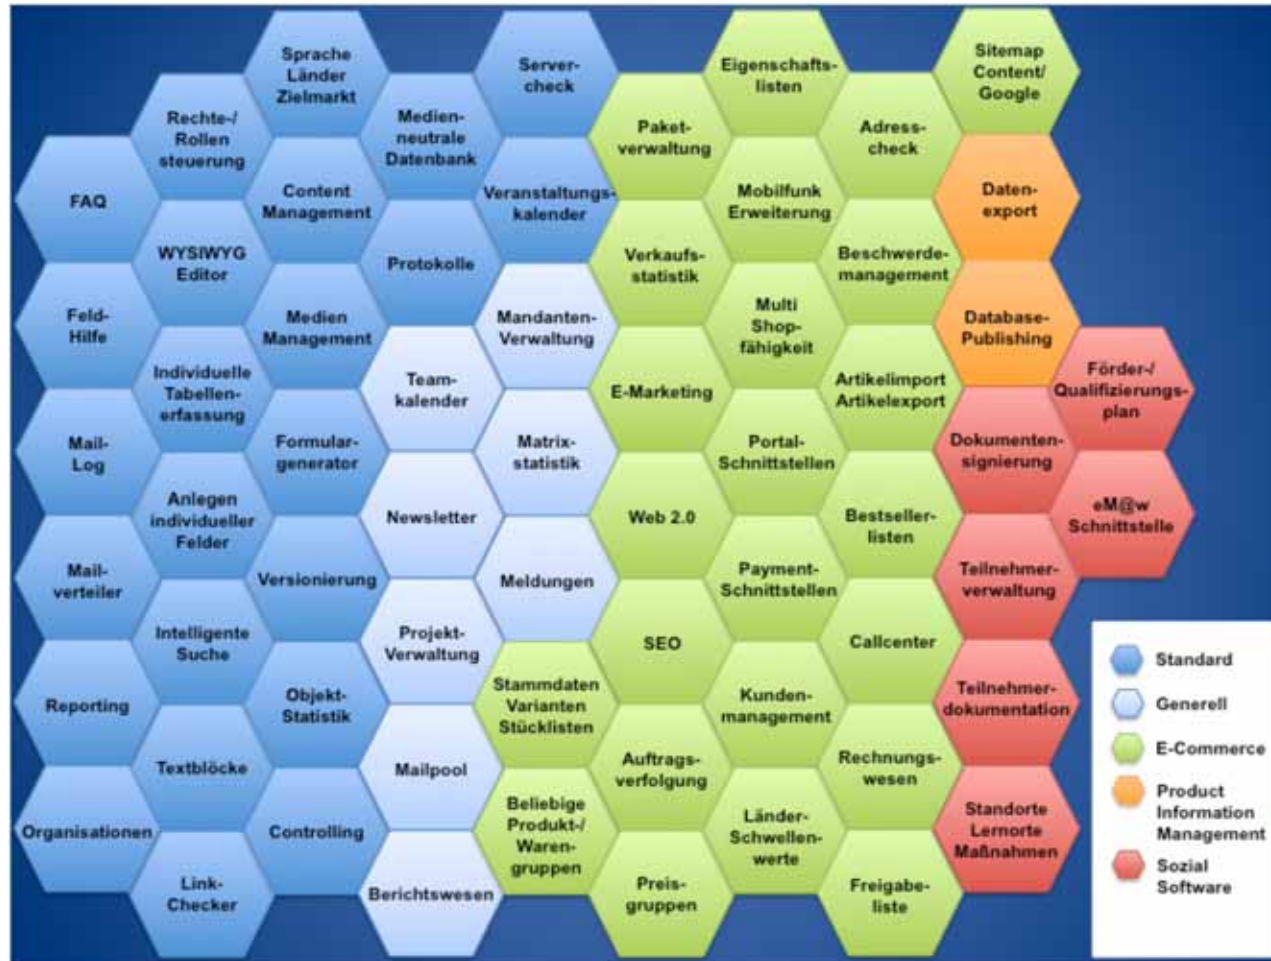 FAQ
Feld-
Hilfe
Mail-
Log
Mail-
verteiler
Reporting
Organisationen
Rechte-/
Rollen
steuerung
WYSIWYG
Editor
Individuelle
Tabellen-
erfassung
Anlegen
individueller
Felder
Intelligente
Suche
Textblöcke
Link-
Checker
Sprache
Länder
Zielmarkt
Content
Management
Medien
Management
Formular-
generator
Versionierung
Objekt-
Statistik
Controlling
Medien-
neutrale
Datenbank
Protokolle
Team-
kalender
Newsletter
Projekt-
Verwaltung
Mailpool
Berichtswesen
Server-
check
Veranstaltungs-
kalender
Mandanten-
Verwaltung
Matrix-
statistik
Meldungen
Stammdaten
Varianten
Stücklisten
Beliebige
Produkt-/
Waren-
gruppen
Paket-
verwaltung
Verkaufs-
statistik
E-Marketing
Web 2.0
SEO
Auftrags-
verfolgung
Preis-
gruppen
Eigenschafts-
listen
Mobilfunk
Erweiterung
Multi
Shop-
fähigkeit
Portal-
Schnittstellen
Payment-
Schnittstellen
Kunden-
management
Länder-
Schwellen-
werte
Adress-
check
Beschwerde-
management
Artikelimport
Artikelexport
Bestseller-
listen
Callcenter
Rechnungs-
wesen
Freigabe-
liste
Sitemap
Content/
Google
Daten-
export
Database-
Publishing
Dokumenten-
signierung
Teilnehmer-
verwaltung
Teilnehmer-
dokumentation
Standorte
Lernorte
Maßnahmen
Förder-/
Qualifizierungs-
plan
eM@w
Schnittstelle
Standard
Generell
E-Commerce
Product
Information
Management
Sozial
Software